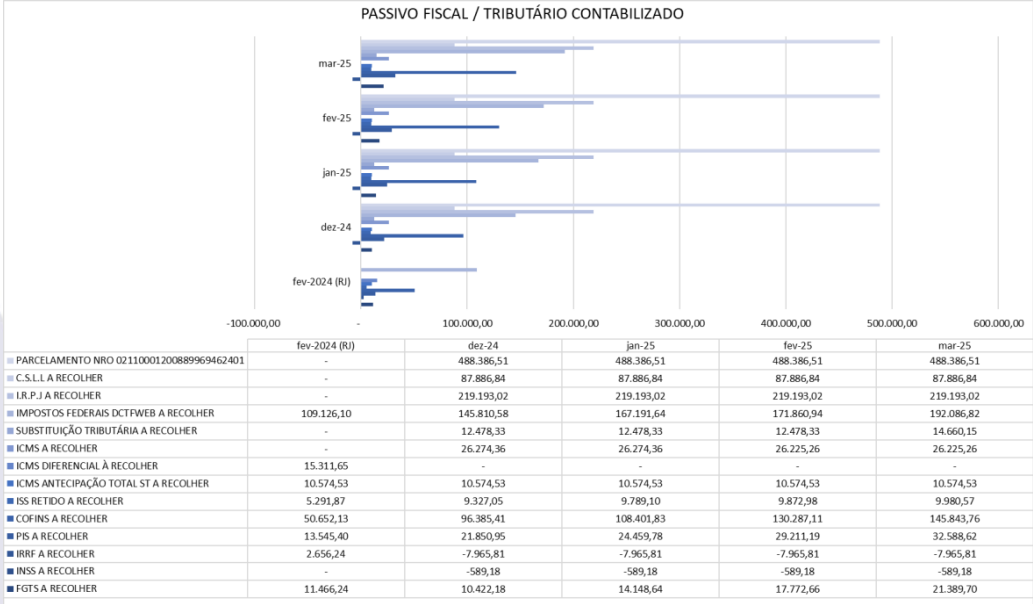 PASSIVO FISCAL / TRIBUTÁRIO CONTABILIZADO
mar-25
fev-25
jan-25
dez-24
fev-2024 (RJ)
-100.000,00 - 100.000,00 200.000,00 300.000,00 400.000,00 500.000,00 600.000,00
fev-2024 (RJ) dez-24 jan-25 fev-25 mar-25
PARCELAMENTO NRO 02110001200889969462401 - 488.386,51 488.386,51 488.386,51 488.386,51
C.S.L.L A RECOLHER - 87.886,84 87.886,84 87.886,84 87.886,84
I.R.P.J A RECOLHER - 219.193,02 219.193,02 219.193,02 219.193,02
IMPOSTOS FEDERAIS DCTFWEB A RECOLHER 109.126,10 145.810,58 167.191,64 171.860,94 192.086,82
SUBSTITUIÇÃO TRIBUTÁRIA A RECOLHER - 12.478,33 12.478,33 12.478,33 14.660,15
ICMS A RECOLHER - 26.274,36 26.274,36 26.225,26 26.225,26
ICMS DIFERENCIAL À RECOLHER 15.311,65 - - - -
ICMS ANTECIPAÇÃO TOTAL ST A RECOLHER 10.574,53 10.574,53 10.574,53 10.574,53 10.574,53
ISS RETIDO A RECOLHER 5.291,87 9.327,05 9.789,10 9.872,98 9.980,57
COFINS A RECOLHER 50.652,13 96.385,41 108.401,83 130.287,11 145.843,76
PIS A RECOLHER 13.545,40 21.850,95 24.459,78 29.211,19 32.588,62
IRRF A RECOLHER 2.656,24 -7.965,81 -7.965,81 -7.965,81 -7.965,81
INSS A RECOLHER - -589,18 -589,18 -589,18 -589,18
FGTS A RECOLHER 11.466,24 10.422,18 14.148,64 17.772,66 21.389,70